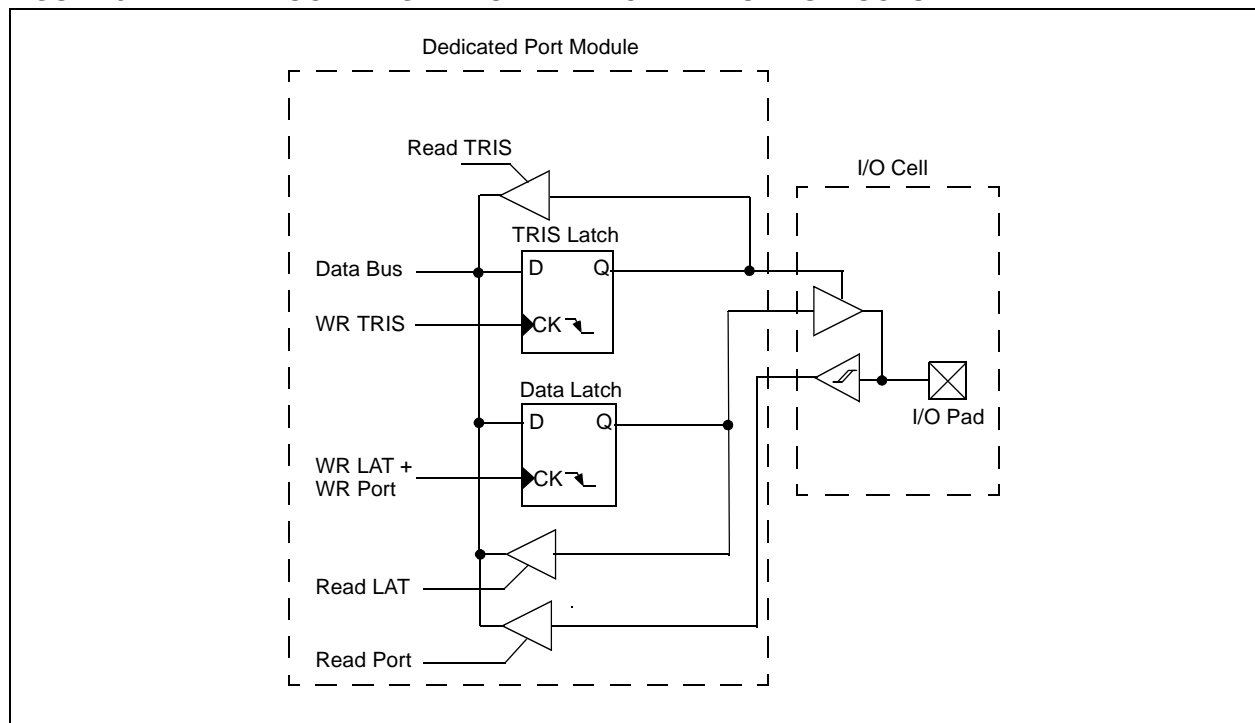 Dedicated Port Module
Read TRIS
I/O Cell
TRIS Latch
Data Bus
D
Q
WR TRIS
CK
Data Latch
D
Q
I/O Pad
WR LAT +
WR Port
CK
Read LAT
Read Port